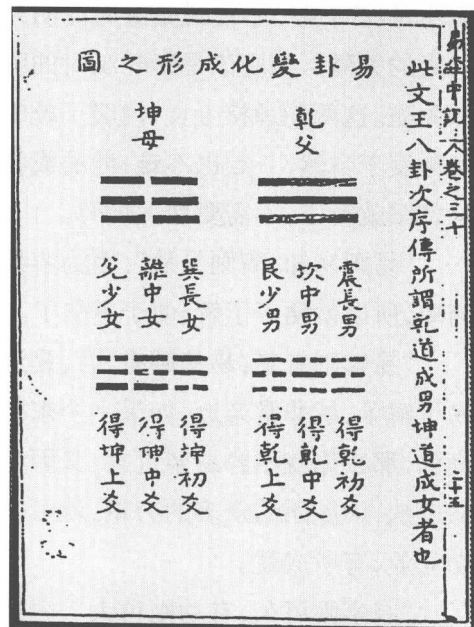 卷之三十
此文王八卦次序傳所謂乾道成男坤道成女者也
易卦變化成形之圖
乾父
震長男
坎中男
艮少男
得乾初爻
得乾中爻
得乾上爻
坤母
巽長女
離中女
兌少女
得坤初爻
得坤中爻
得坤上爻